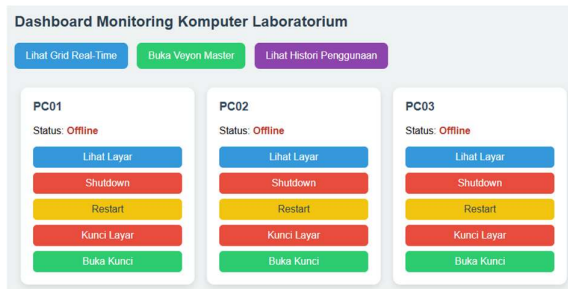 Dashboard Monitoring Komputer Laboratorium
Lihat Grid Real-Time Buka Veyon Master Lihat Histori Penggunaan
PC01
Status: Offline
Lihat Layar
Shutdown
Restart
Kunci Layar
Buka Kunci
PC02
Status: Offline
Lihat Layar
Shutdown
Restart
Kunci Layar
Buka Kunci
PC03
Status: Offline
Lihat Layar
Shutdown
Restart
Kunci Layar
Buka Kunci